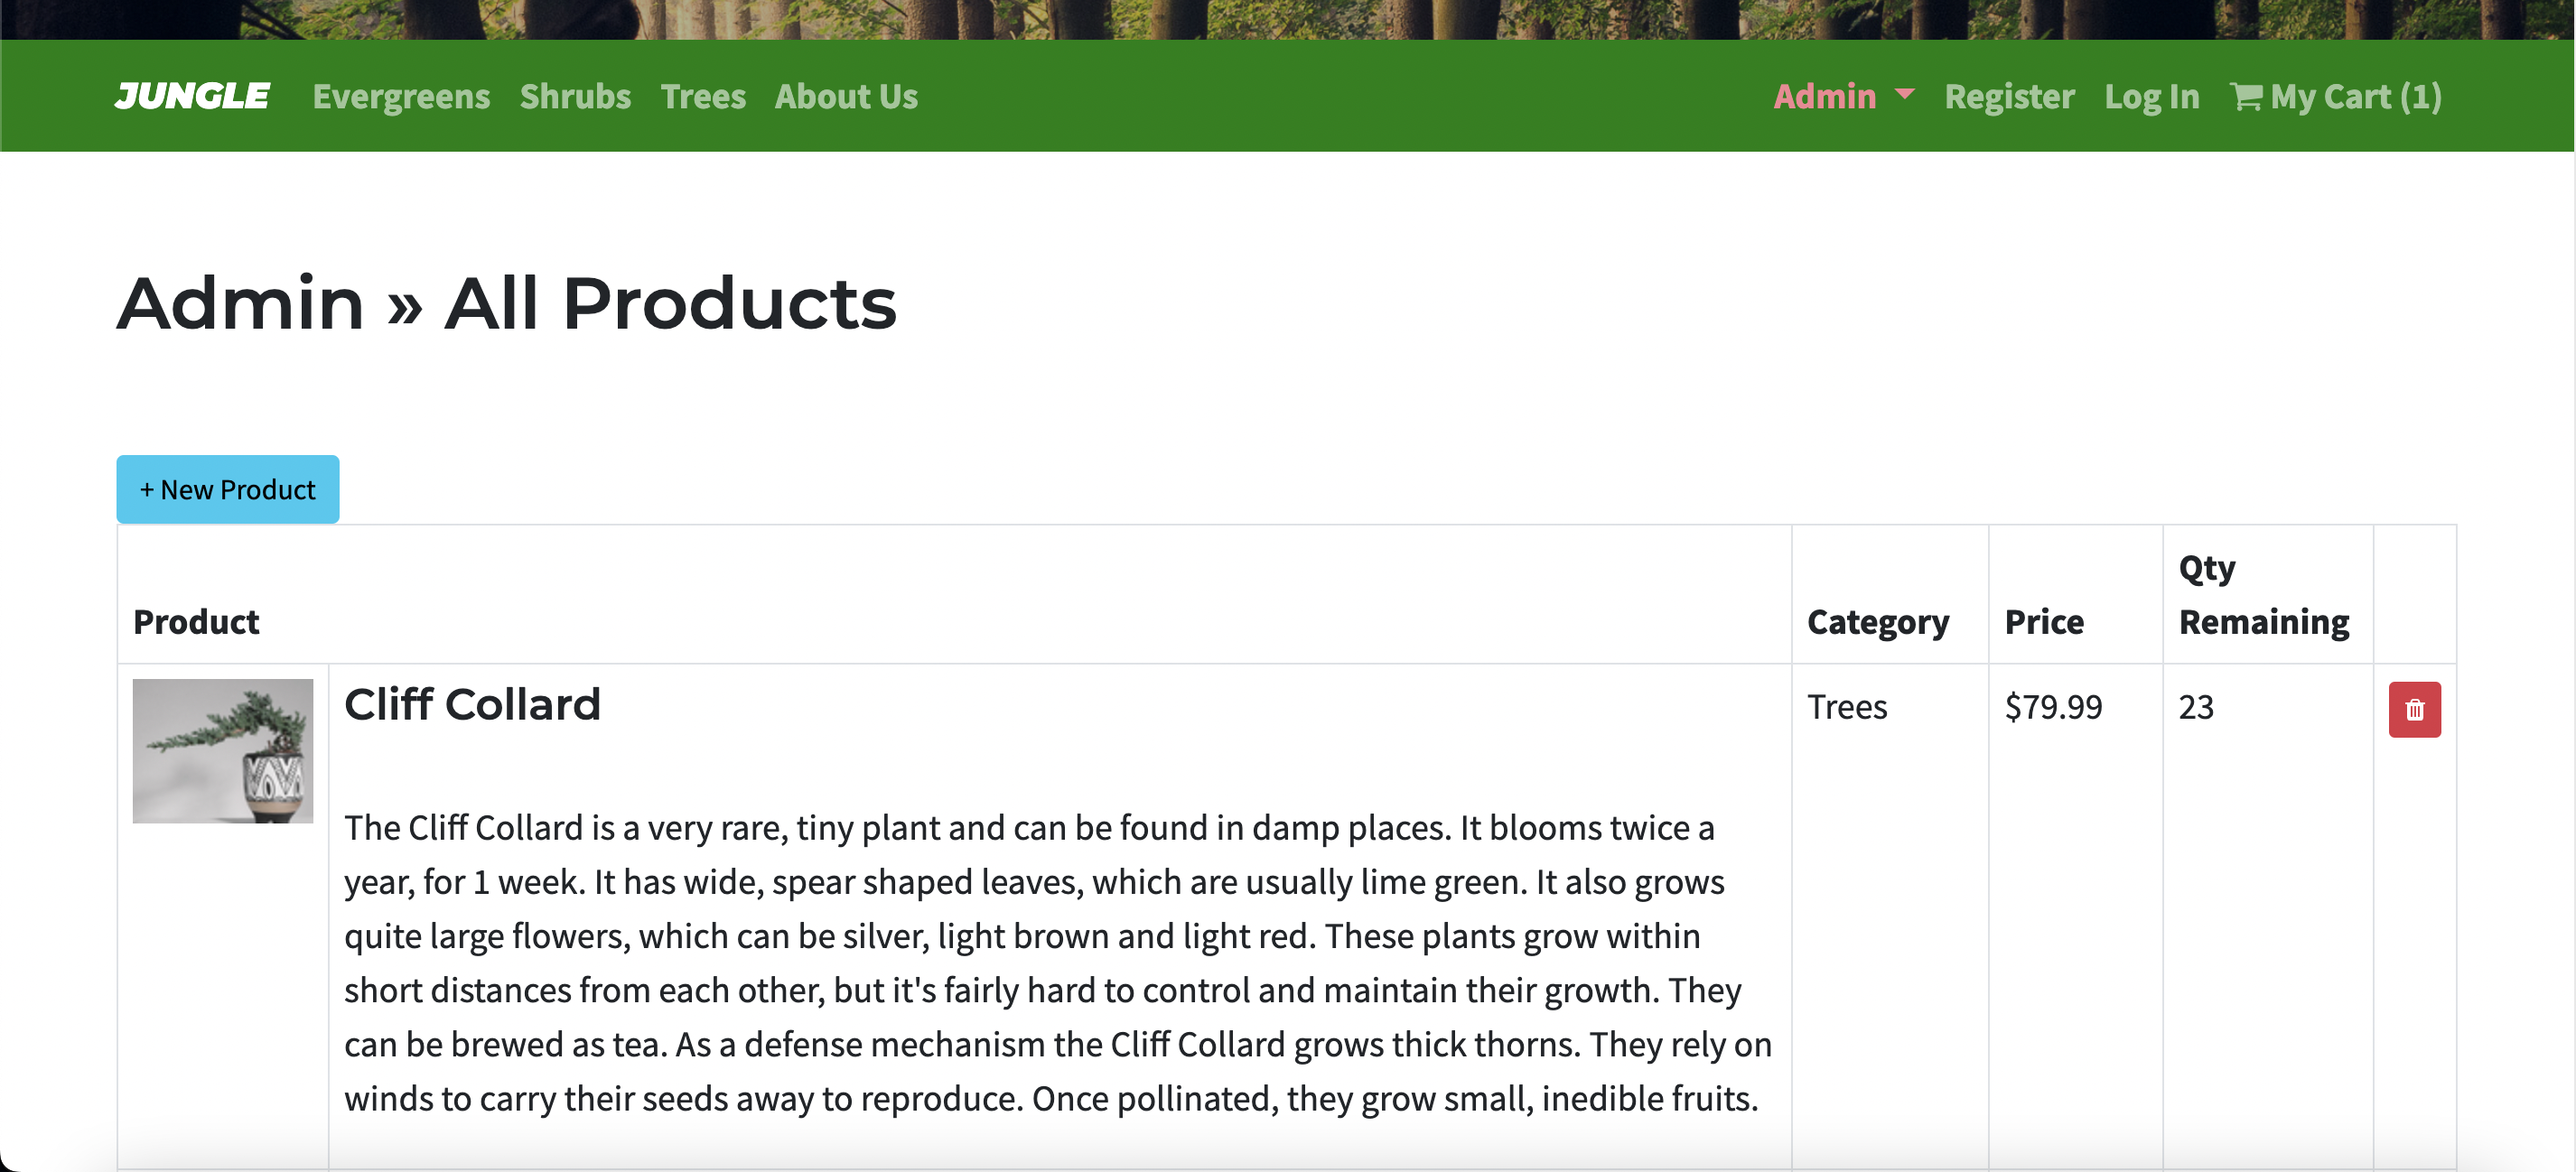 JUNGLE Evergreens Shrubs Trees About Us Admin Register Log In My Cart (1)
Admin » All Products
+ New Product
Product Category Price Qty Remaining
Cliff Collard Trees $79.99 23
The Cliff Collard is a very rare, tiny plant and can be found in damp places. It blooms twice a
year, for 1 week. It has wide, spear shaped leaves, which are usually lime green. It also grows
quite large flowers, which can be silver, light brown and light red. These plants grow within
short distances from each other, but it's fairly hard to control and maintain their growth. They
can be brewed as tea. As a defense mechanism the Cliff Collard grows thick thorns. They rely on
winds to carry their seeds away to reproduce. Once pollinated, they grow small, inedible fruits.